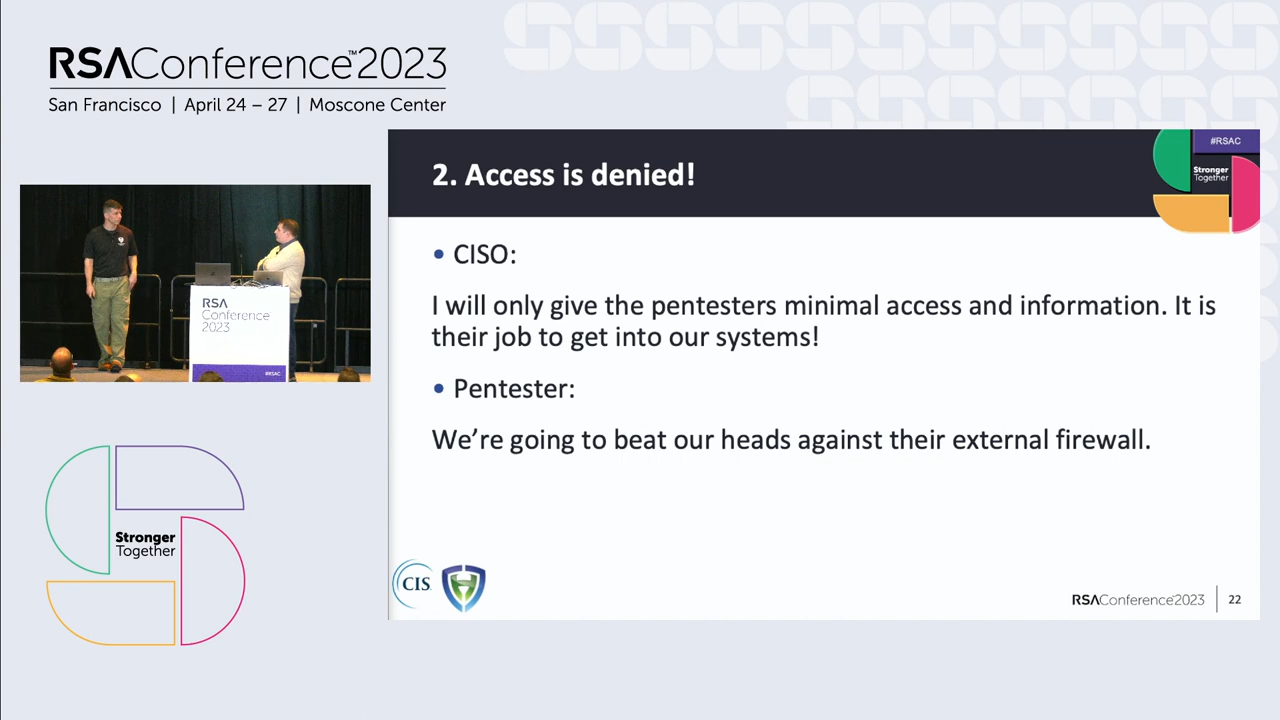 RSAConference™2023
San Francisco | April 24 – 27 | Moscone Center
#RSAC
Stronger
Together
2. Access is denied!
• CISO:
I will only give the pentesters minimal access and information. It is
their job to get into our systems!
• Pentester:
We’re going to beat our heads against their external firewall.
RSA
Conference
2023
#RSAC
Stronger
Together
CIS
RSAConference2023
22